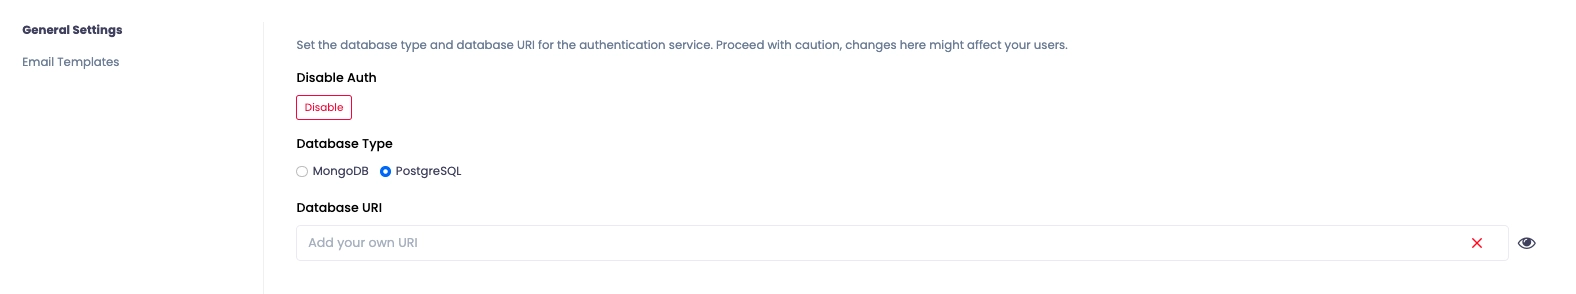 General Settings
Email Templates
Set the database type and database URI for the authentication service. Proceed with caution, changes here might affect your users.
Disable Auth
Disable
Database Type
MongoDB PostgreSQL
Database URI
Add your own URI